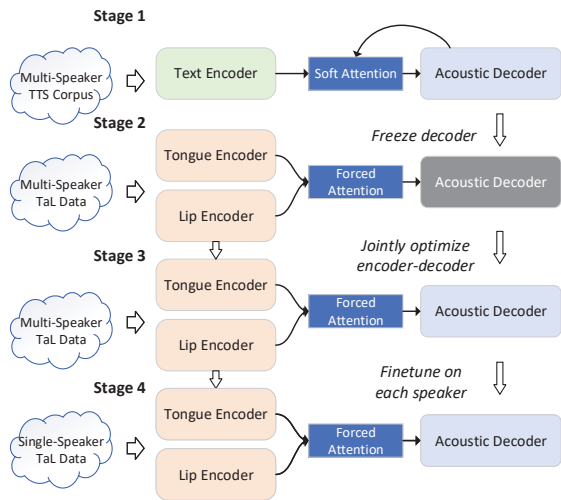 Stage 1
Multi-Speaker
TTS Corpus
Text Encoder
Soft Attention
Acoustic Decoder
Freeze decoder
Stage 2
Multi-Speaker
TaL Data
Tongue Encoder
Lip Encoder
Forced
Attention
Acoustic Decoder
Jointly optimize
encoder-decoder
Stage 3
Multi-Speaker
TaL Data
Tongue Encoder
Lip Encoder
Forced
Attention
Acoustic Decoder
Finetune on
each speaker
Stage 4
Single-Speaker
TaL Data
Tongue Encoder
Lip Encoder
Forced
Attention
Acoustic Decoder